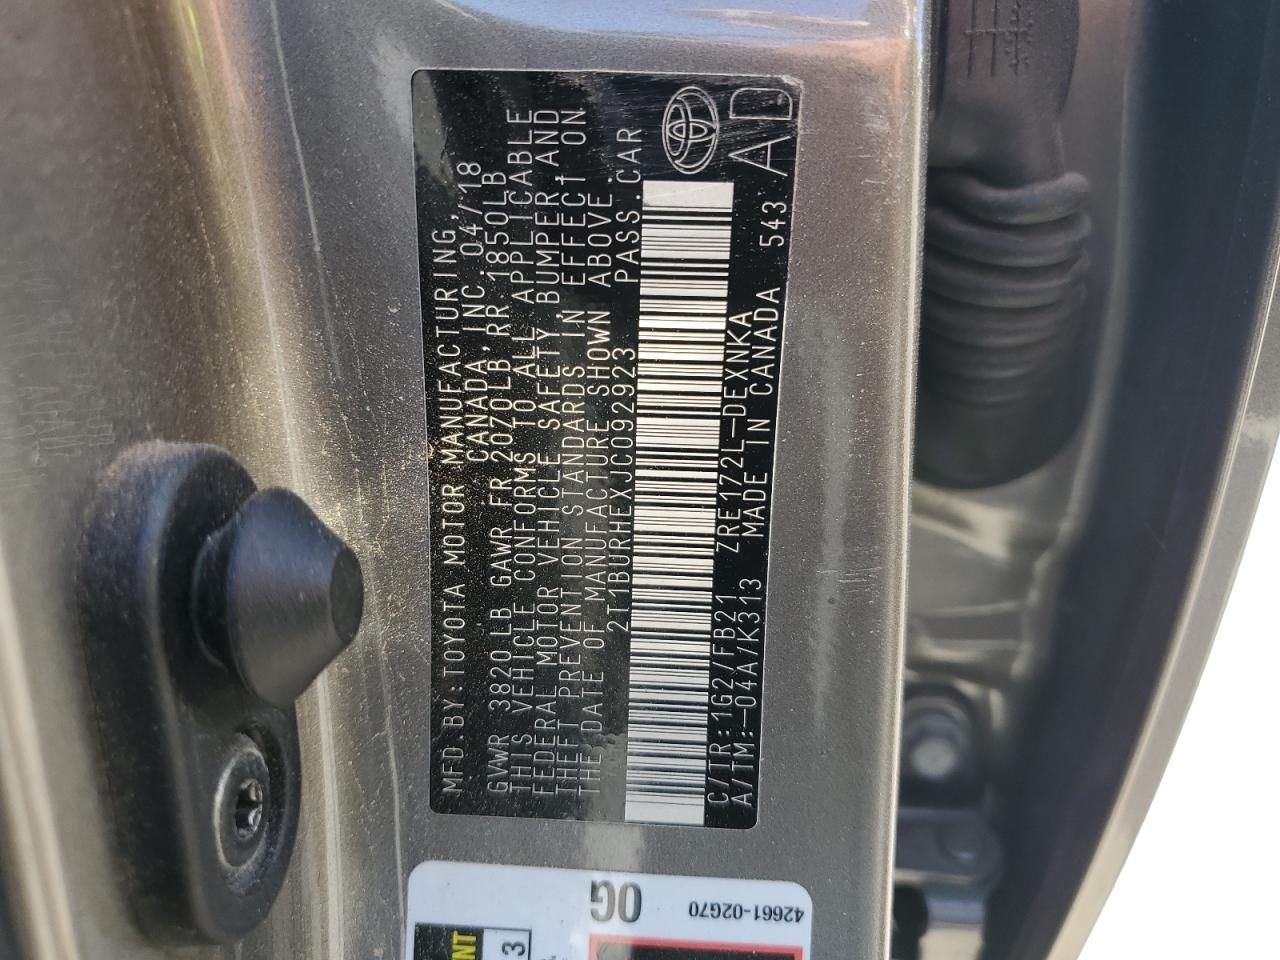 MFD BY:TOYOTA MOTOR MANUFACTURING,
CANADA,INC. 04/18
GVWR 3820LB GAWR FR 2070LB,RR 1850LB
THIS VEHICLE CONFORMS TO ALL APPLICABLE
FEDERAL MOTOR VEHICLE SAFETY,BUMPER,AND
THEFT PREVENTION STANDARDS IN EFFECT ON
THE DATE OF MANUFACTURE SHOWN ABOVE.
2T1BURHEXJC092923 PASS.CAR
C/TR:1G2/FB21 ZRE172L-DEXNKA
A/TM:-04A/K313 MADE IN CANADA 543
AD
42661-02G70
0G
3